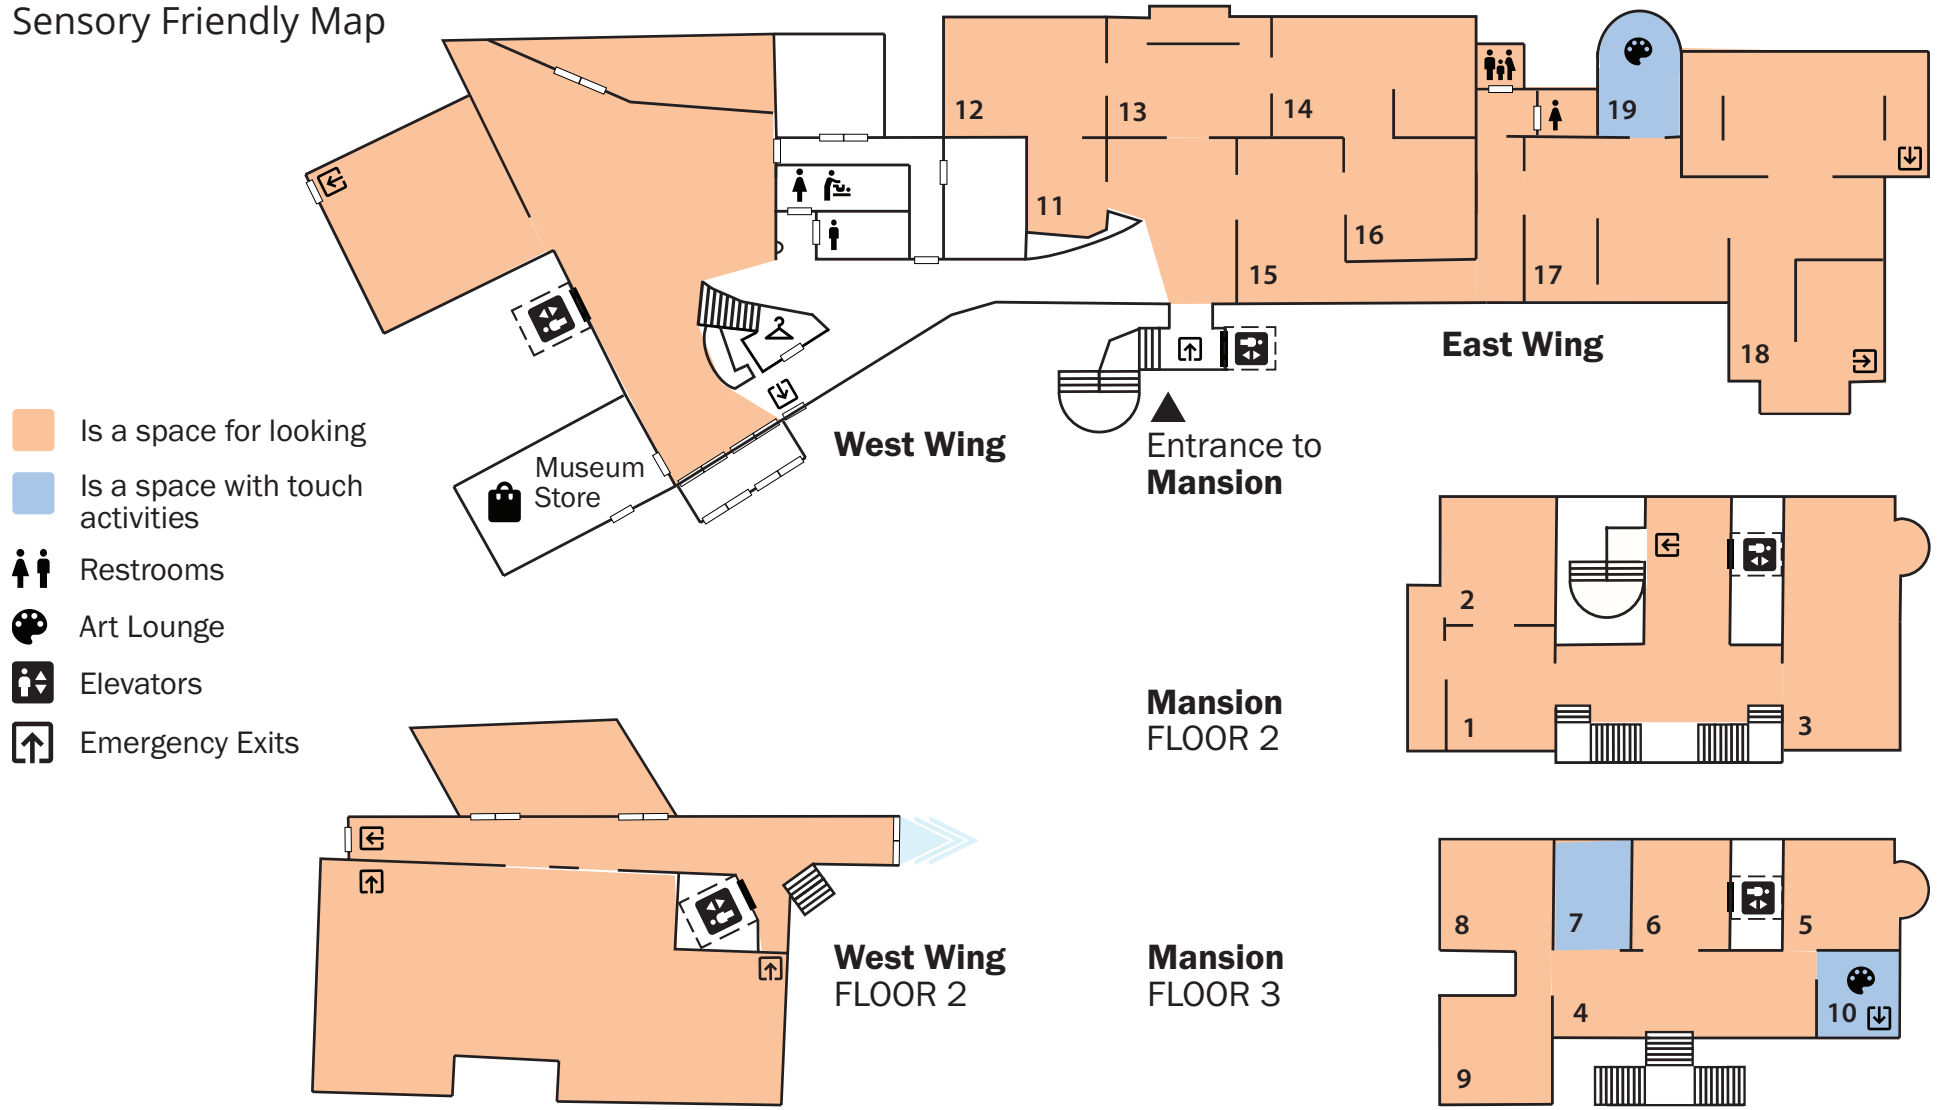 Sensory Friendly Map
12
13
14
19
11
16
15
17
18
East Wing
Is a space for looking
Is a space with touch
activities
Restrooms
Art Lounge
Elevators
Emergency Exits
Museum
Store
West Wing
Entrance to
Mansion
2
1
3
Mansion
FLOOR 2
West Wing
FLOOR 2
Mansion
FLOOR 3
8
7
6
5
4
10
9